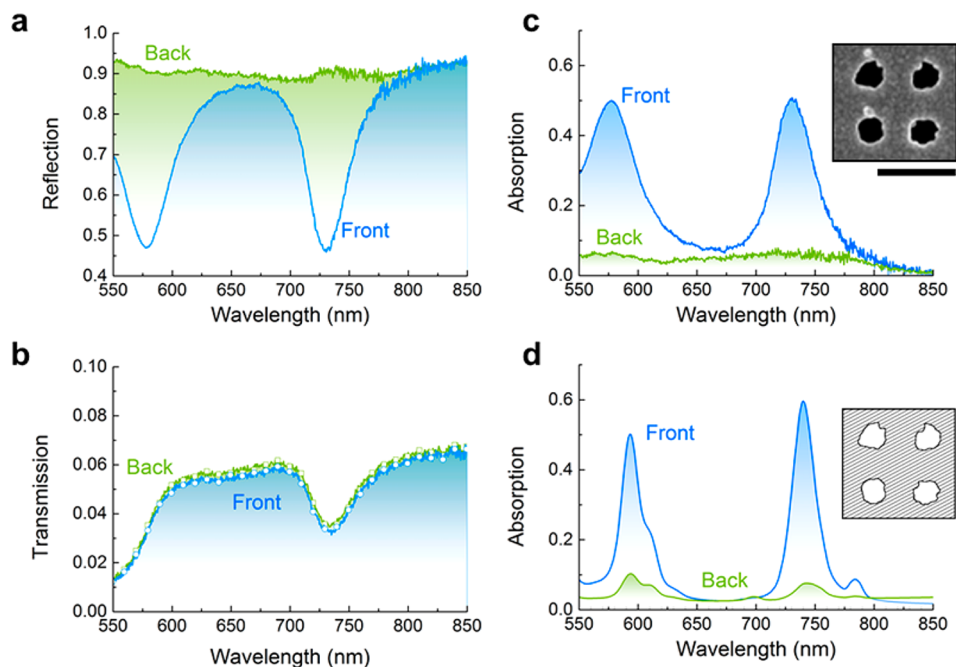 a
Back
Front
Reflection
1.0
0.9
0.8
0.7
0.6
0.5
0.4
550 600 650 700 750 800 850
Wavelength (nm)
b
Back
Front
Transmission
0.10
0.08
0.06
0.04
0.02
0.00
550 600 650 700 750 800 850
Wavelength (nm)
c
Front
Back
Absorption
0.6
0.4
0.2
0.0
550 600 650 700 750 800 850
Wavelength (nm)
d
Front
Back
Absorption
0.6
0.4
0.2
0.0
550 600 650 700 750 800 850
Wavelength (nm)